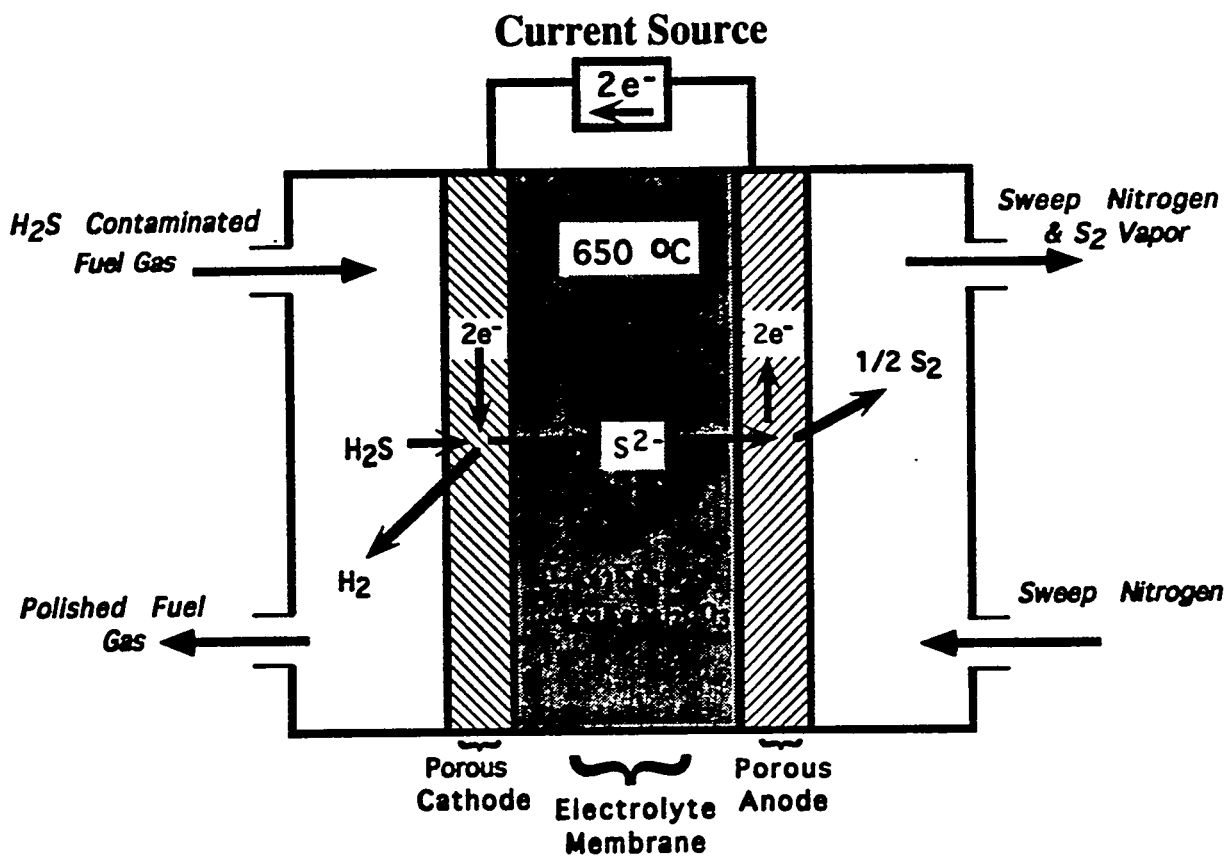 Current Source
2e⁻
H₂S Contaminated
Fuel Gas
Sweep Nitrogen
& S₂ Vapor
650 °C
2e⁻
2e⁻
1/2 S₂
H₂S
S²⁻
H₂
Polished Fuel
Gas
Sweep Nitrogen
Porous
Cathode
Electrolyte
Membrane
Porous
Anode